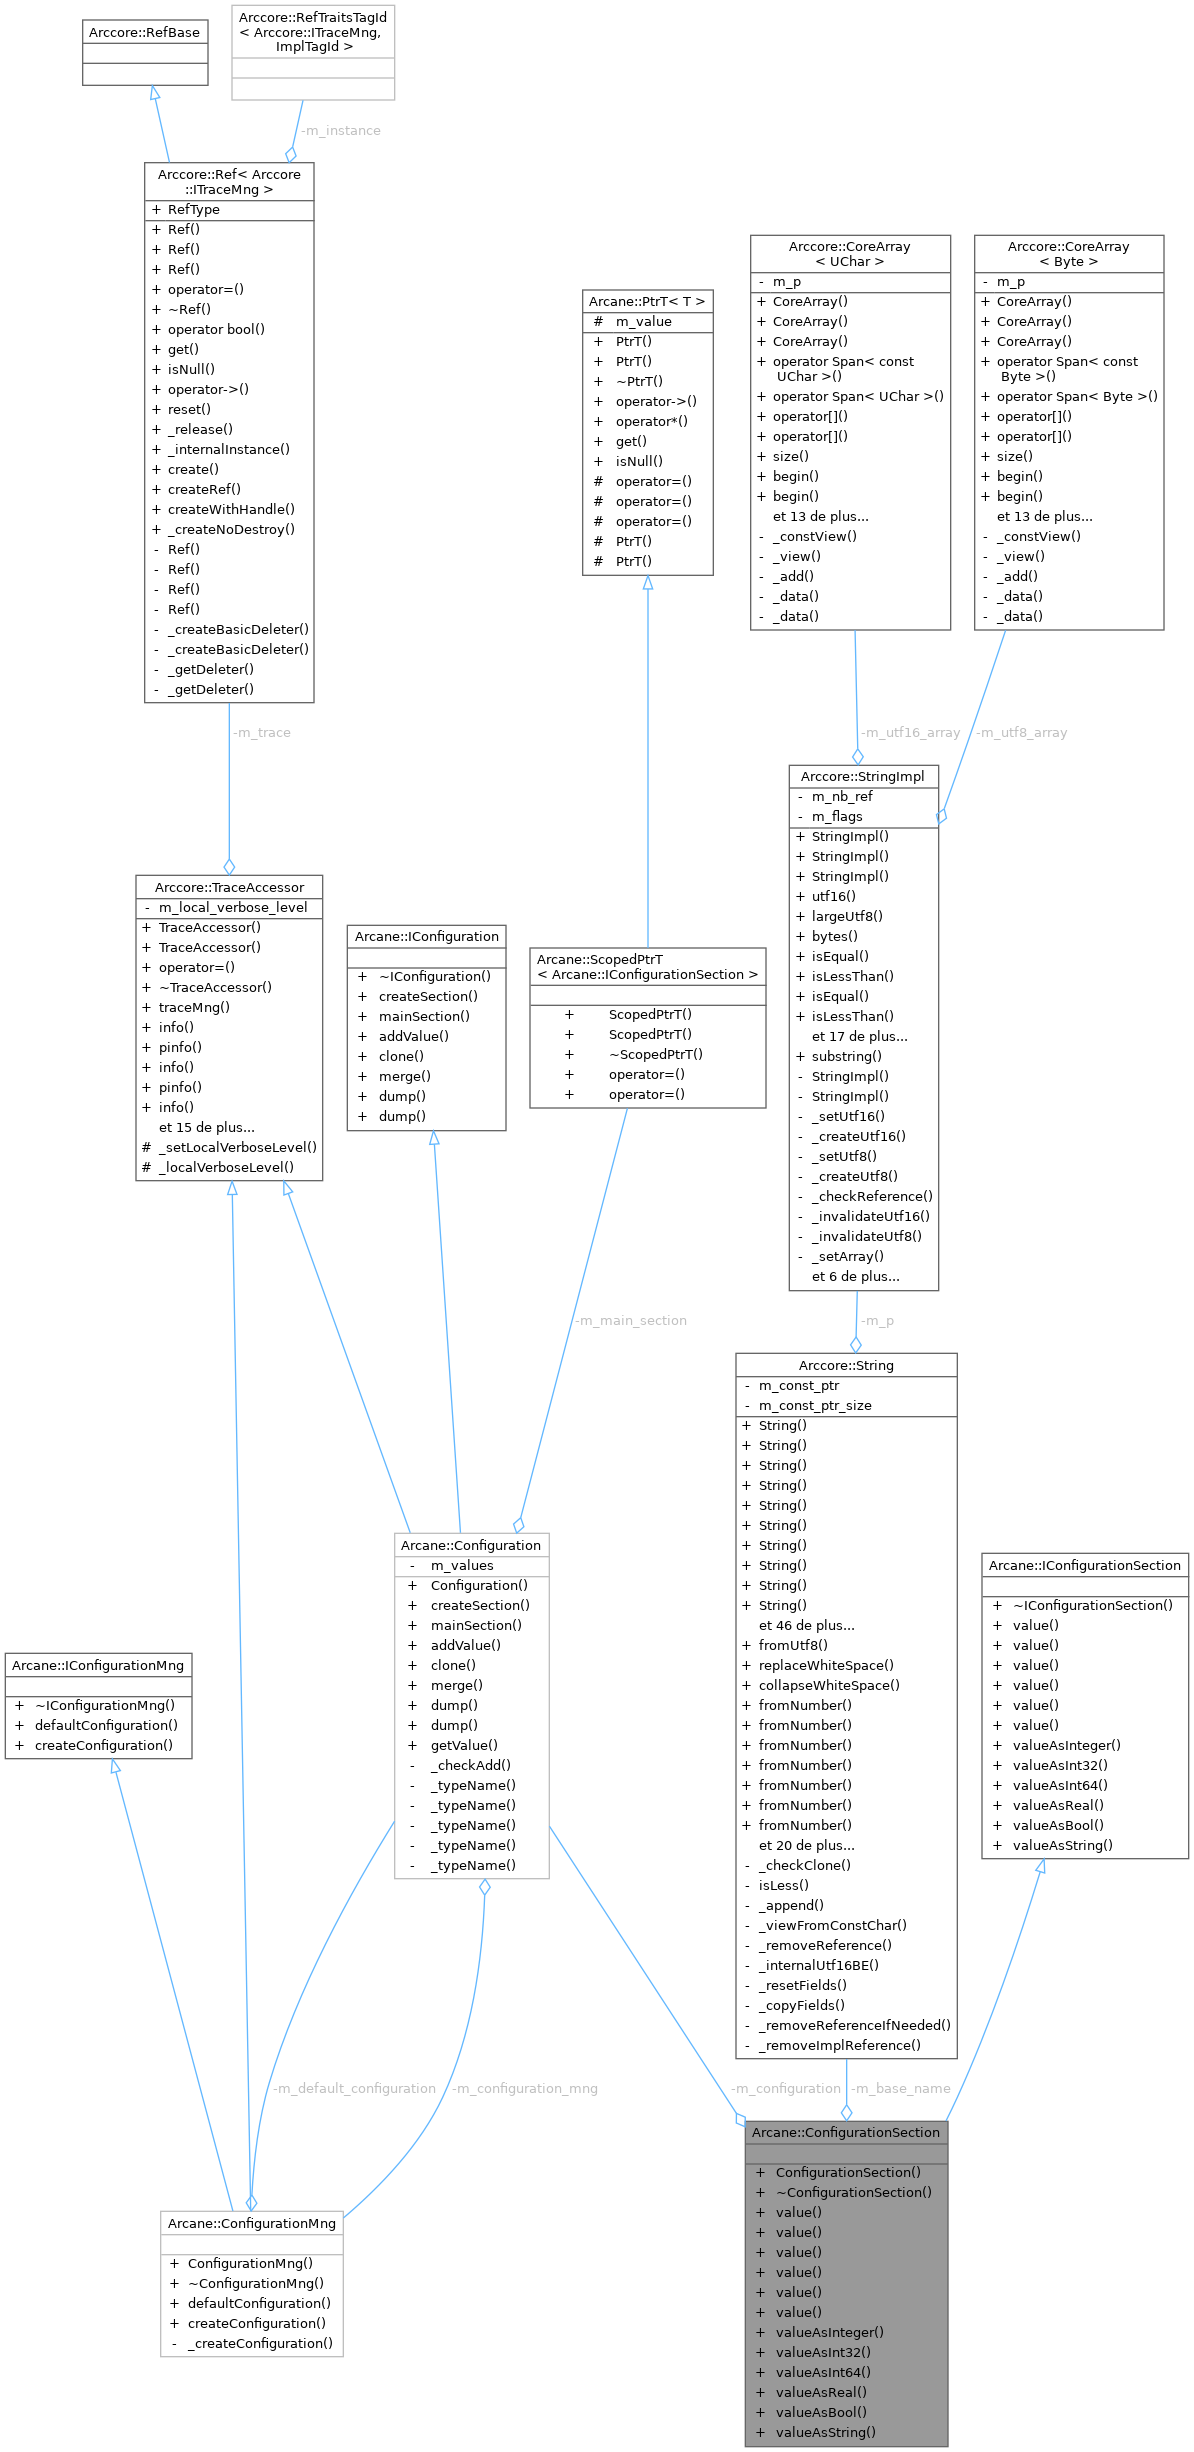 Arccore::RefBase
Arccore::RefTraitsTagId
< Arccore::ITraceMng,
ImplTagId >
-m_instance
Arccore::Ref< Arccore
::ITraceMng >
+ RefType
+ Ref()
+ Ref()
+ Ref()
+ operator=()
+ ~Ref()
+ operator bool()
+ get()
+ isNull()
+ operator->()
+ reset()
+ _release()
+ _internalInstance()
+ create()
+ createRef()
+ createWithHandle()
+ _createNoDestroy()
- Ref()
- Ref()
- Ref()
- Ref()
- _createBasicDeleter()
- _createBasicDeleter()
- _getDeleter()
- _getDeleter()
-m_trace
Arcane::PtrT< T >
# m_value
+ PtrT()
+ PtrT()
+ ~PtrT()
+ operator->()
+ operator*()
+ get()
+ isNull()
# operator=()
# operator=()
# operator=()
# PtrT()
# PtrT()
Arccore::CoreArray
< UChar >
- m_p
+ CoreArray()
+ CoreArray()
+ CoreArray()
+ operator Span< const
UChar >()
+ operator Span< UChar >()
+ operator[]()
+ operator[]()
+ size()
+ begin()
+ begin()
et 13 de plus...
- _constView()
- _view()
- _add()
- _data()
- _data()
-m_utf16_array
Arccore::CoreArray
< Byte >
- m_p
+ CoreArray()
+ CoreArray()
+ CoreArray()
+ operator Span< const
Byte >()
+ operator Span< Byte >()
+ operator[]()
+ operator[]()
+ size()
+ begin()
+ begin()
et 13 de plus...
- _constView()
- _view()
- _add()
- _data()
- _data()
-m_utf8_array
Arccore::StringImpl
- m_nb_ref
- m_flags
+ StringImpl()
+ StringImpl()
+ StringImpl()
+ utf16()
+ largeUtf8()
+ bytes()
+ isEqual()
+ isLessThan()
+ isEqual()
+ isLessThan()
et 17 de plus...
+ substring()
- StringImpl()
- StringImpl()
- _setUtf16()
- _createUtf16()
- _setUtf8()
- _createUtf8()
- _checkReference()
- _invalidateUtf16()
- _invalidateUtf8()
- _setArray()
et 6 de plus...
-m_p
Arccore::TraceAccessor
- m_local_verbose_level
+ TraceAccessor()
+ TraceAccessor()
+ operator=()
+ ~TraceAccessor()
+ traceMng()
+ info()
+ pinfo()
+ info()
+ pinfo()
+ info()
et 15 de plus...
# _setLocalVerboseLevel()
# _localVerboseLevel()
Arcane::IConfiguration
+ ~IConfiguration()
+ createSection()
+ mainSection()
+ addValue()
+ clone()
+ merge()
+ dump()
+ dump()
Arcane::ScopedPtrT
< Arcane::IConfigurationSection >
+ ScopedPtrT()
+ ScopedPtrT()
+ ~ScopedPtrT()
+ operator=()
+ operator=()
-m_main_section
Arccore::String
- m_const_ptr
- m_const_ptr_size
+ String()
+ String()
+ String()
+ String()
+ String()
+ String()
+ String()
+ String()
+ String()
+ String()
et 46 de plus...
+ fromUtf8()
+ replaceWhiteSpace()
+ collapseWhiteSpace()
+ fromNumber()
+ fromNumber()
+ fromNumber()
+ fromNumber()
+ fromNumber()
+ fromNumber()
+ fromNumber()
et 20 de plus...
- _checkClone()
- isLess()
- _append()
- _viewFromConstChar()
- _removeReference()
- _internalUtf16BE()
- _resetFields()
- _copyFields()
- _removeReferenceIfNeeded()
- _removeImplReference()
Arcane::Configuration
- m_values
+ Configuration()
+ createSection()
+ mainSection()
+ addValue()
+ clone()
+ merge()
+ dump()
+ dump()
+ getValue()
- _checkAdd()
- _typeName()
- _typeName()
- _typeName()
- _typeName()
- _typeName()
Arcane::IConfigurationSection
+ ~IConfigurationSection()
+ value()
+ value()
+ value()
+ value()
+ value()
+ value()
+ valueAsInteger()
+ valueAsInt32()
+ valueAsInt64()
+ valueAsReal()
+ valueAsBool()
+ valueAsString()
Arcane::IConfigurationMng
+ ~IConfigurationMng()
+ defaultConfiguration()
+ createConfiguration()
-m_default_configuration
-m_configuration_mng
-m_configuration
-m_base_name
Arcane::ConfigurationMng
+ ConfigurationMng()
+ ~ConfigurationMng()
+ defaultConfiguration()
+ createConfiguration()
- _createConfiguration()
Arcane::ConfigurationSection
+ ConfigurationSection()
+ ~ConfigurationSection()
+ value()
+ value()
+ value()
+ value()
+ value()
+ value()
+ valueAsInteger()
+ valueAsInt32()
+ valueAsInt64()
+ valueAsReal()
+ valueAsBool()
+ valueAsString()